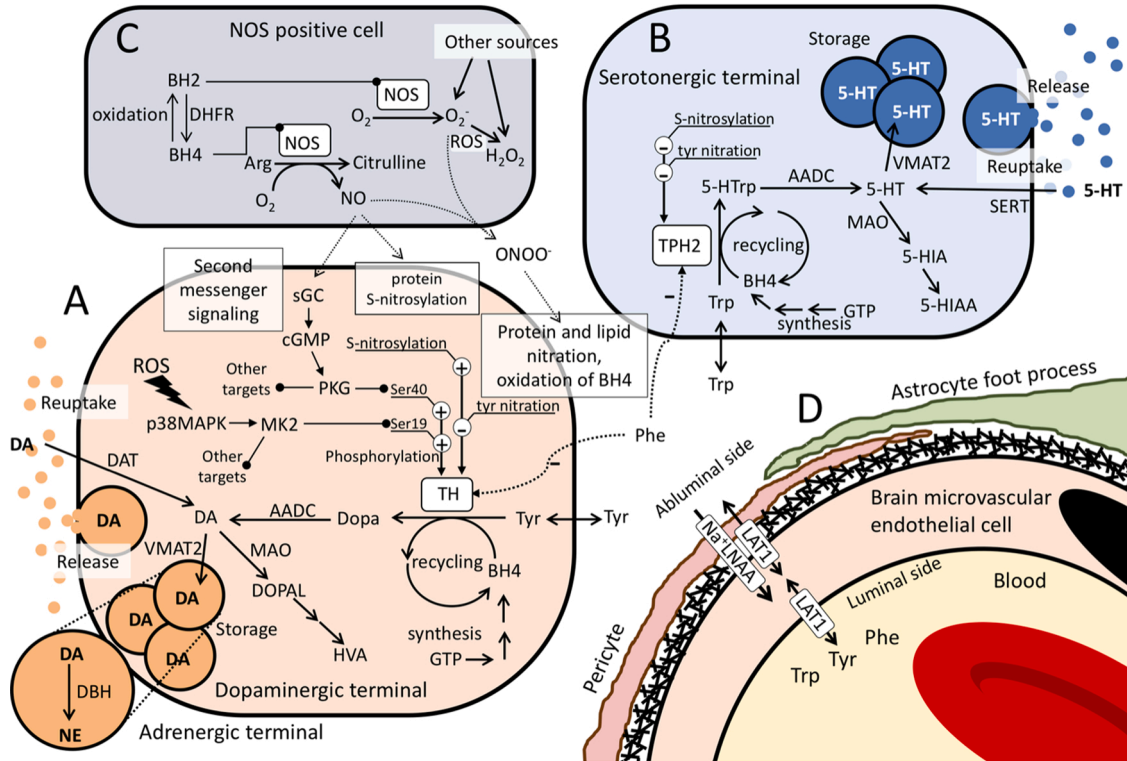 C
NOS positive cell
Other sources
BH2
NOS
oxidation
DHFR
O2
O2-
ROS
H2O2
BH4
NOS
Arg
Citrulline
O2
NO
ONOO-
B
Serotonergic terminal
Storage
5-HT
5-HT
5-HT
5-HT
Release
Reuptake
5-HT
SERT
S-nitrosylation
–
tyr nitration
–
VMAT2
5-HTrp
AADC
5-HT
MAO
TPH2
recycling
5-HIA
BH4
5-HIAA
Trp
GTP
synthesis
–
Trp
A
Second
messenger
signaling
protein
S-nitrosylation
Protein and lipid
nitration,
oxidation of BH4
sGC
cGMP
S-nitrosylation
+
ROS
Other
targets
PKG
Ser40
+
tyr nitration
–
Reuptake
p38MAPK
MK2
Ser19
+
Phosphorylation
Other
targets
Phe
–
DA
DAT
TH
DA
DA
AADC
Dopa
Tyr
Tyr
Release
VMAT2
MAO
recycling
BH4
DOPAL
DA
DA
DA
Storage
synthesis
GTP
HVA
DA
DBH
NE
Dopaminergic terminal
Adrenergic terminal
D
Astrocyte foot process
Abluminal side
Brain microvascular
endothelial cell
Na+LNAA
LAT1
LAT1
Luminal side
Blood
Pericyte
Phe
Tyr
Trp